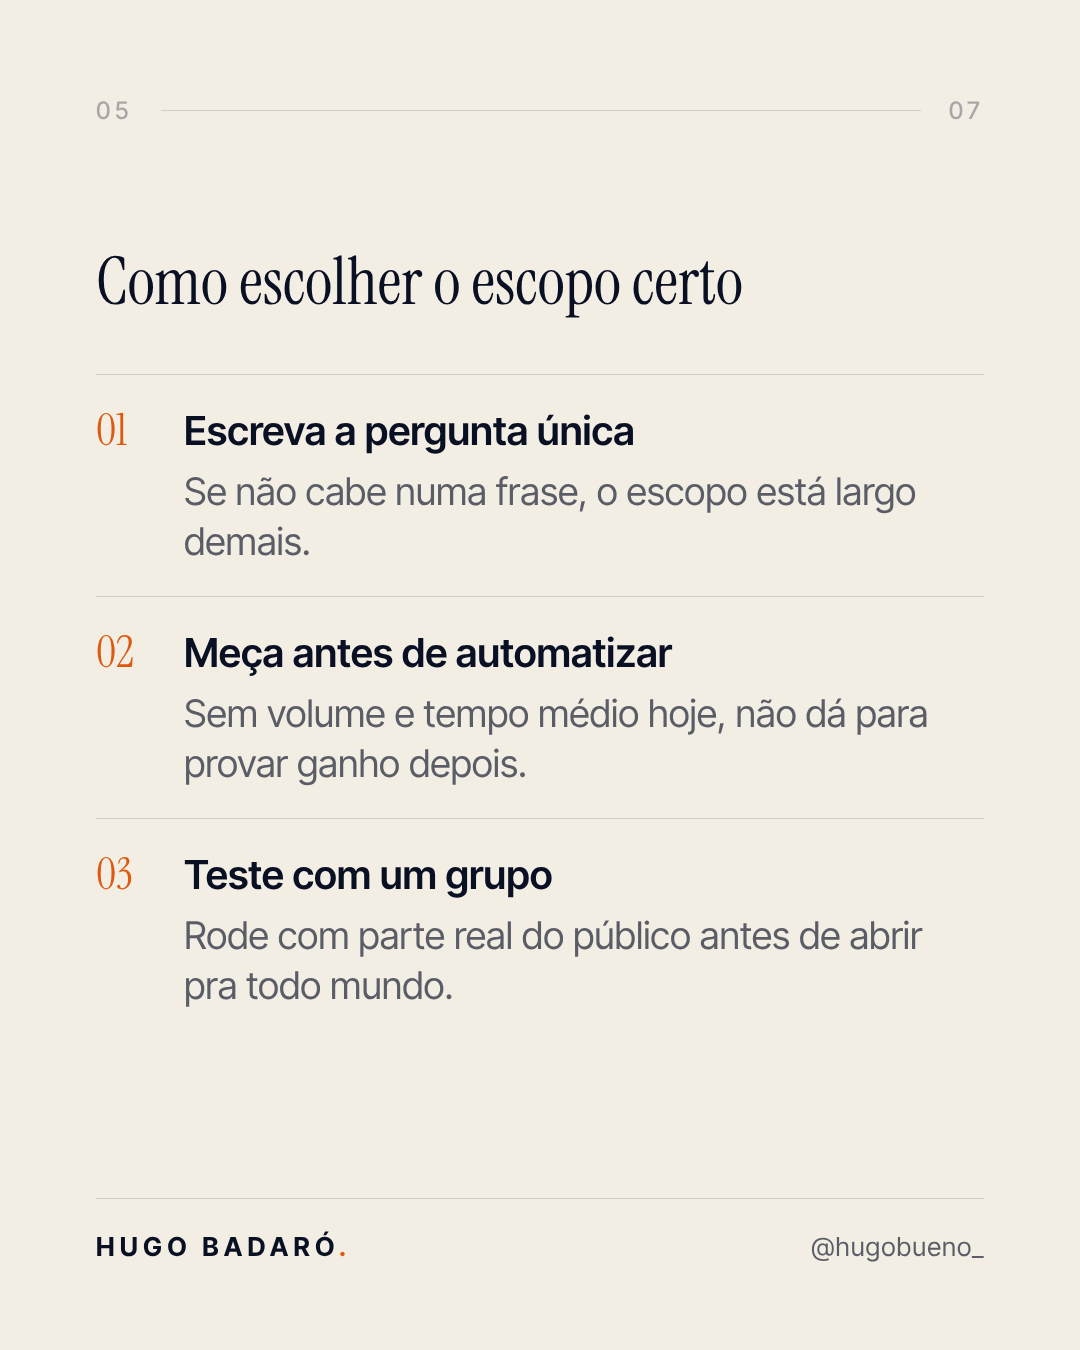 05 07
Como escolher o escopo certo
01 Escreva a pergunta única
Se não cabe numa frase, o escopo está largo
demais.
02 Meça antes de automatizar
Sem volume e tempo médio hoje, não dá para
provar ganho depois.
03 Teste com um grupo
Rode com parte real do público antes de abrir
pra todo mundo.
HUGO BADARÓ. @hugobueno_